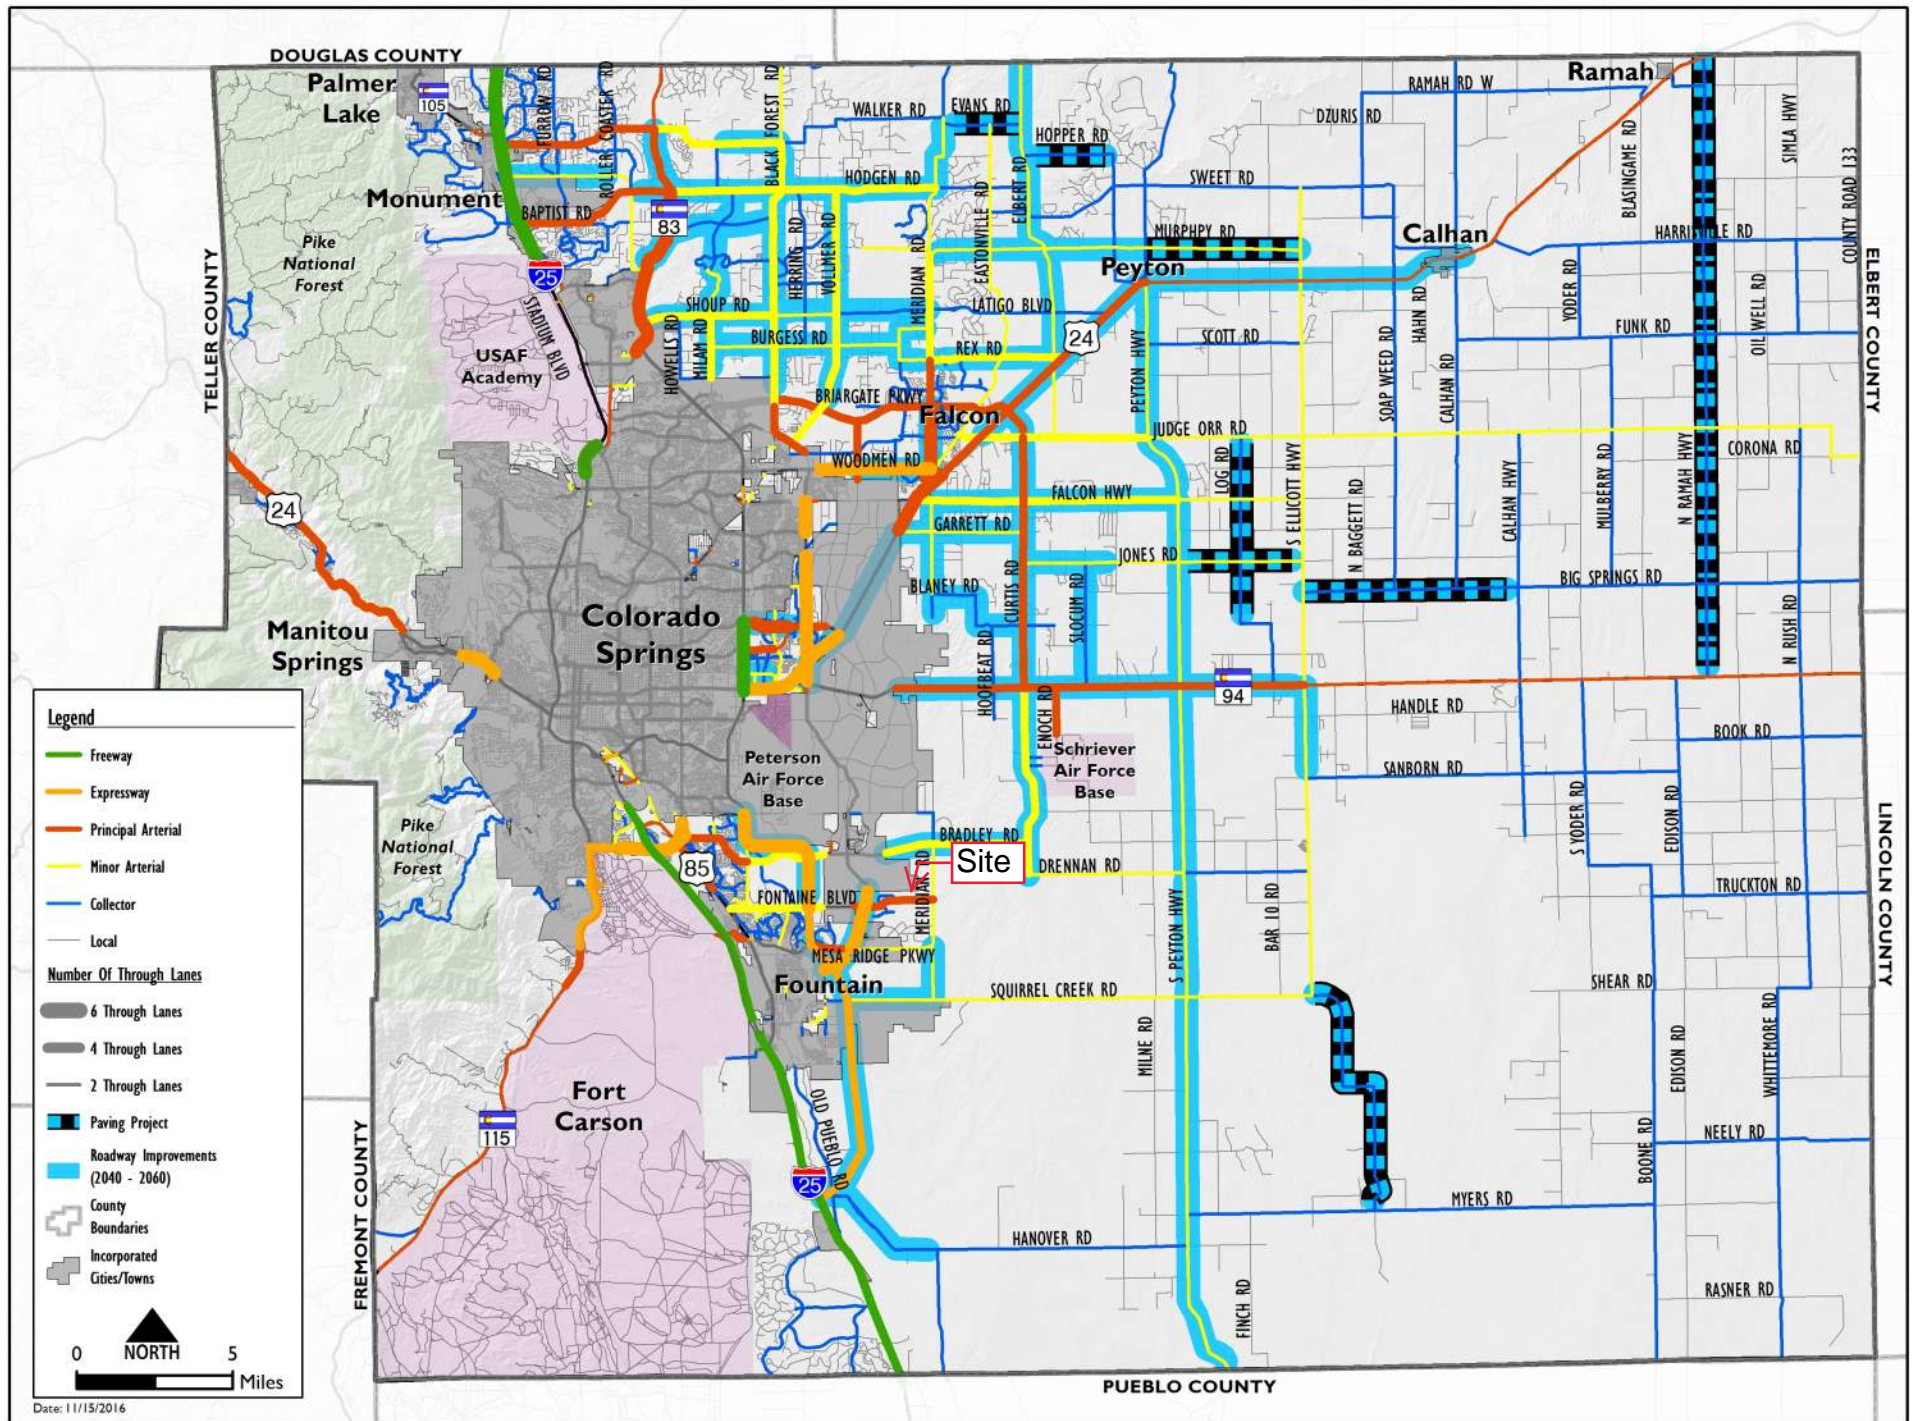 DOUGLAS COUNTY
Palmer
Lake
105
FURROW RD
ROLLER COASTER RD
BLACK FOREST RD
WALKER RD
EVANS RD
HOPPER RD
ELBERT RD
DZURIS RD
RAMAH RD W
Ramah
BLASINGAME RD
SIMLA HWY
COUNTY ROAD 133
Monument
BAPTIST RD
83
HODGEN RD
EASTONVILLE RD
SWEET RD
MURPHPY RD
Calhan
HARRISVILLE RD
Pike
National
Forest
25
STADIUM BLVD
HERRING RD
VOLLMER RD
MERIDIAN RD
Peyton
YODER RD
ELBERT COUNTY
TELLER COUNTY
USAF
Academy
SHOUP RD
HOWELLS RD
MILAM RD
BURGESS RD
LATIGO BLVD
REX RD
24
PEYTON HWY
SCOTT RD
SOAP WEED RD
HAHN RD
CALHAN RD
FUNK RD
OIL WELL RD
BRIARGATE PKWY
Falcon
JUDGE ORR RD
WOODMEN RD
CORONA RD
24
FALCON HWY
GARRETT RD
LOG RD
S ELLICOTT HWY
N BAGGETT RD
CALHAN HWY
MULBERRY RD
N RAMAH HWY
JONES RD
BLANEY RD
CURTIS RD
SLOCUM RD
BIG SPRINGS RD
Colorado
Springs
Manitou
Springs
HOOFBEAT RD
N RUSH RD
94
HANDLE RD
BOOK RD
ENOCH RD
Schriever
Air Force
Base
Peterson
Air Force
Base
SANBORN RD
S YODER RD
EDISON RD
LINCOLN COUNTY
Pike
National
Forest
85
BRADLEY RD
Site
DRENNAN RD
MERIDIAN RD
FONTAINE BLVD
TRUCKTON RD
MESA RIDGE PKWY
S PEYTON HWY
BAR 10 RD
Fountain
SQUIRREL CREEK RD
SHEAR RD
MILNE RD
EDISON RD
WHITTEMORE RD
Fort
Carson
115
OLD PUEBLO RD
25
BOONE RD
NEELY RD
MYERS RD
FREMONT COUNTY
HANOVER RD
FINCH RD
RASNER RD
PUEBLO COUNTY
Legend
Freeway
Expressway
Principal Arterial
Minor Arterial
Collector
Local
Number Of Through Lanes
6 Through Lanes
4 Through Lanes
2 Through Lanes
Paving Project
Roadway Improvements
(2040 - 2060)
County
Boundaries
Incorporated
Cities/Towns
NORTH
0 5
Miles
Date: 11/15/2016